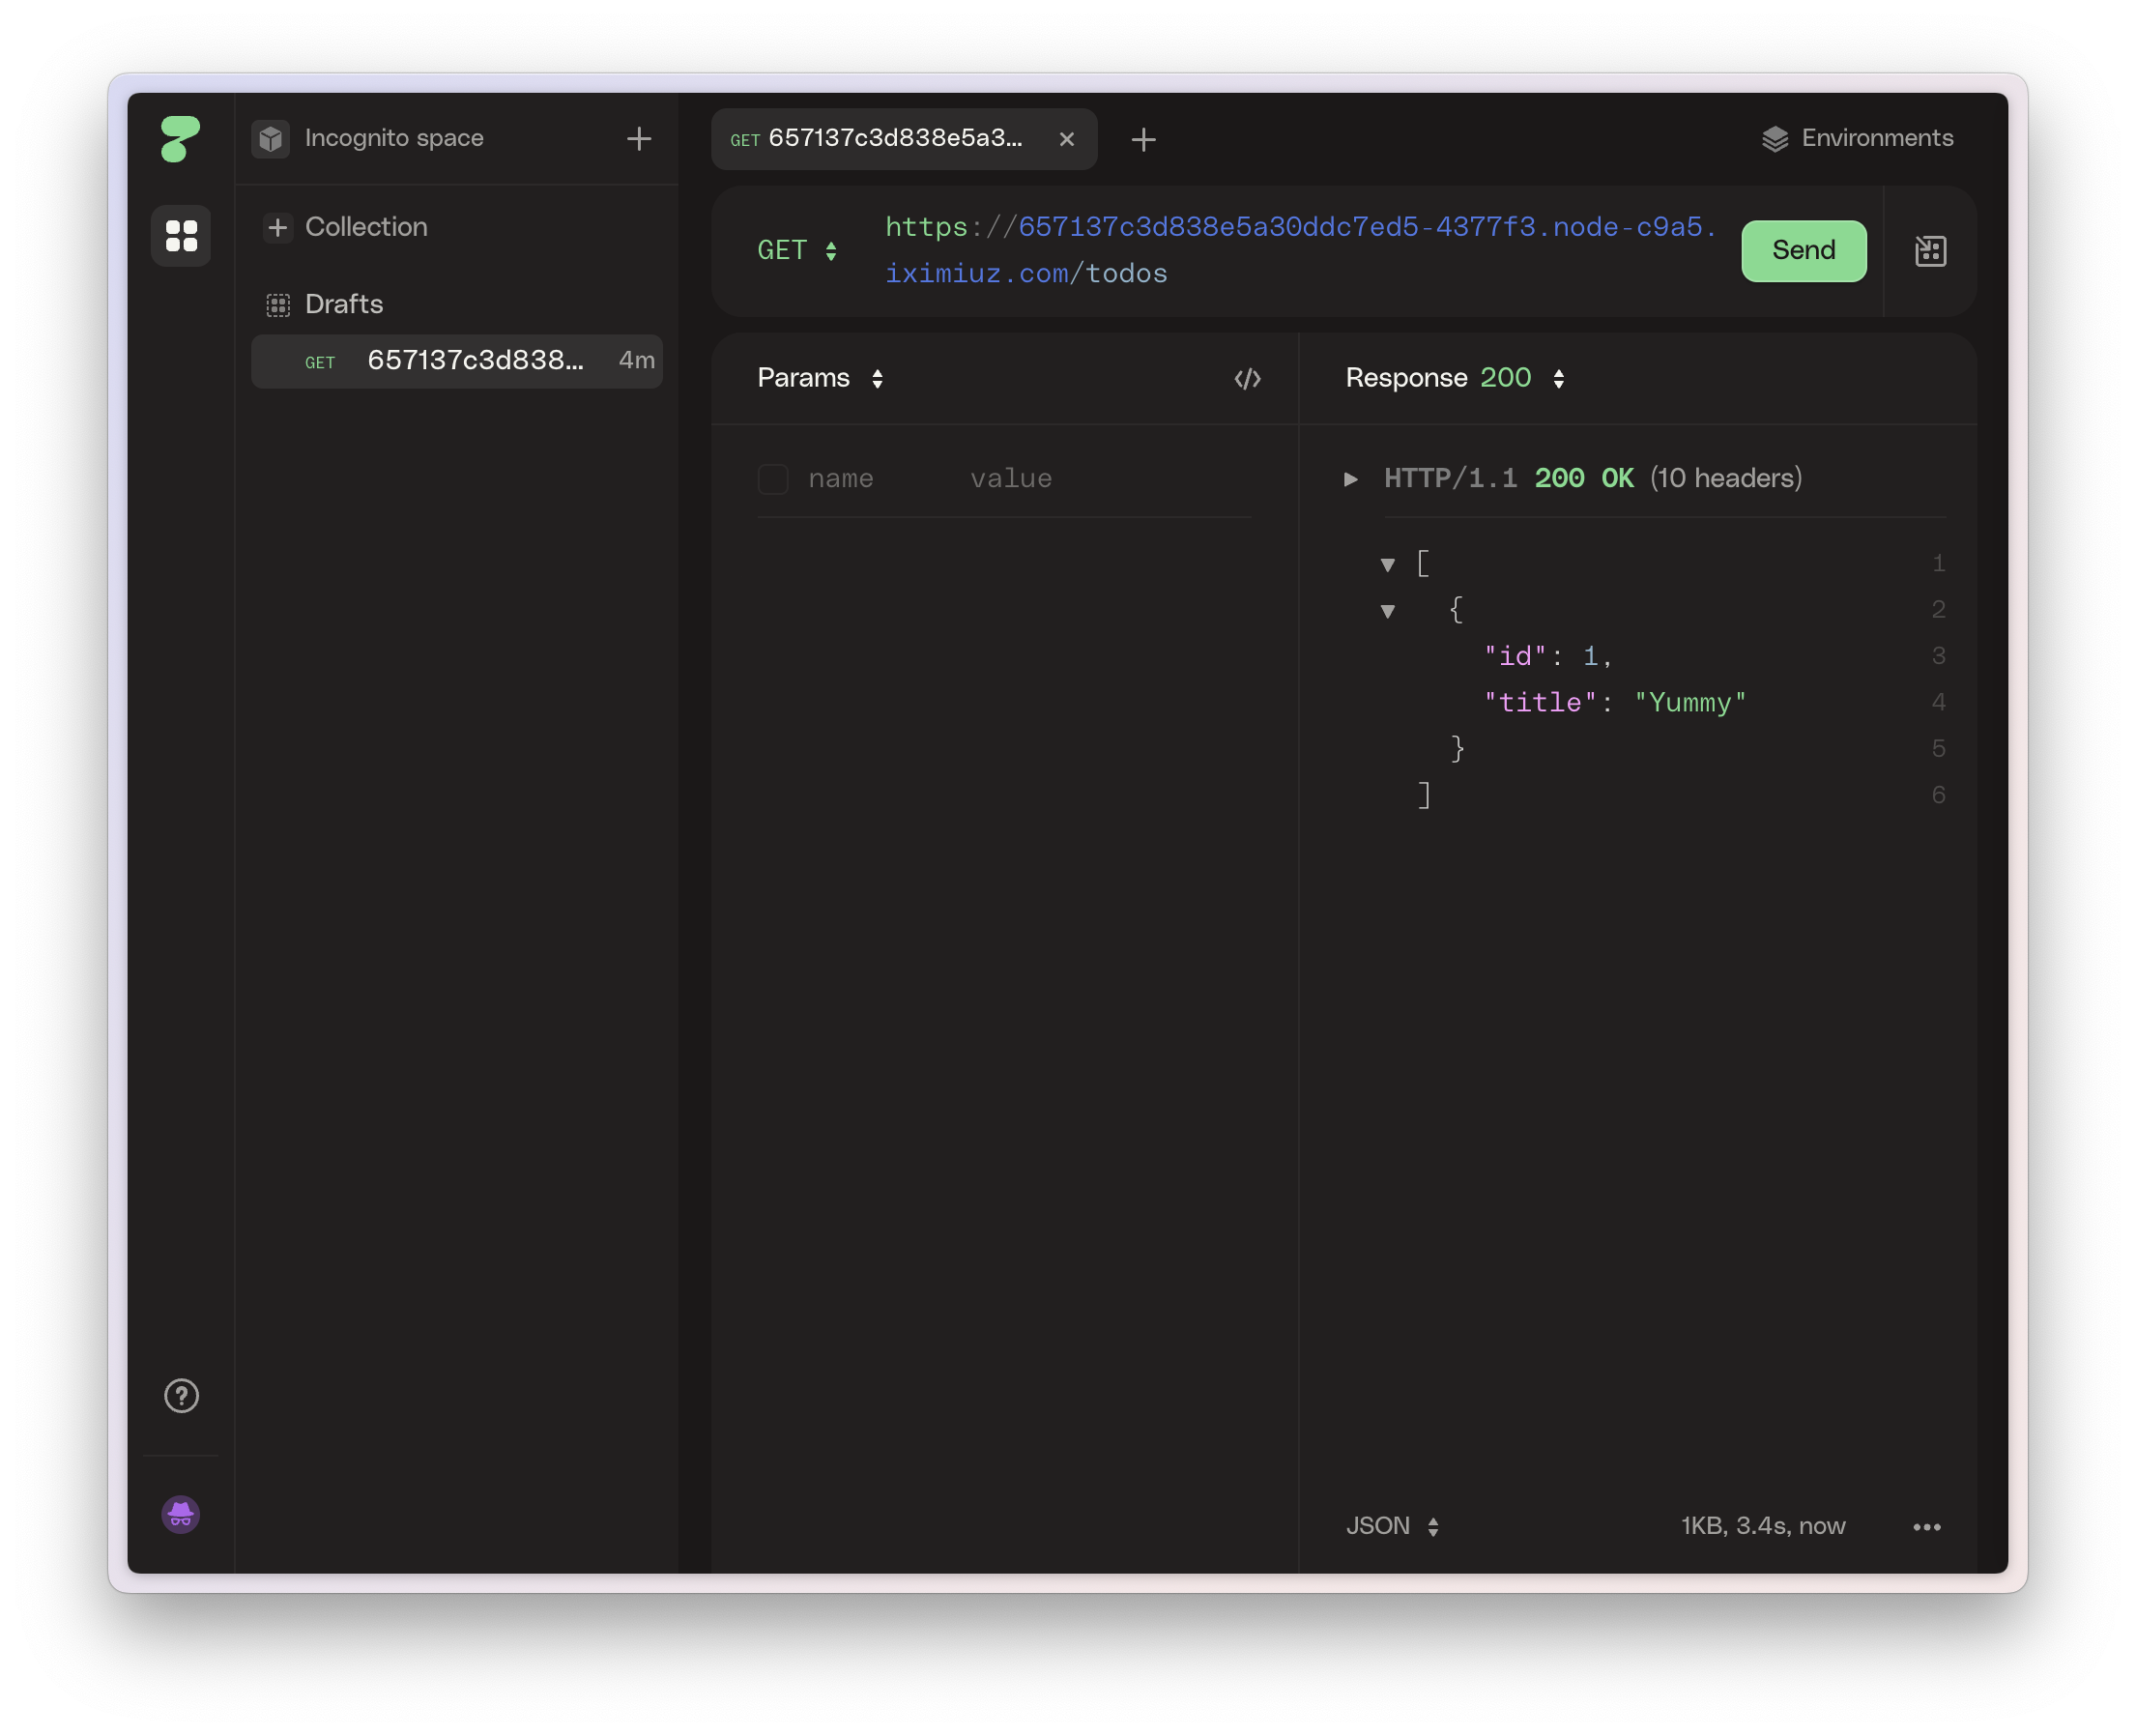 Incognito space
Collection
Drafts
GET 657137c3d838... 4m
GET 657137c3d838e5a3...
Environments
GET
https://657137c3d838e5a30ddc7ed5-4377f3.node-c9a5.
iximiuz.com/todos
Send
Params
name value
Response 200
HTTP/1.1 200 OK (10 headers)
[ 1
{ 2
"id": 1, 3
"title": "Yummy" 4
} 5
] 6
JSON
1KB, 3.4s, now